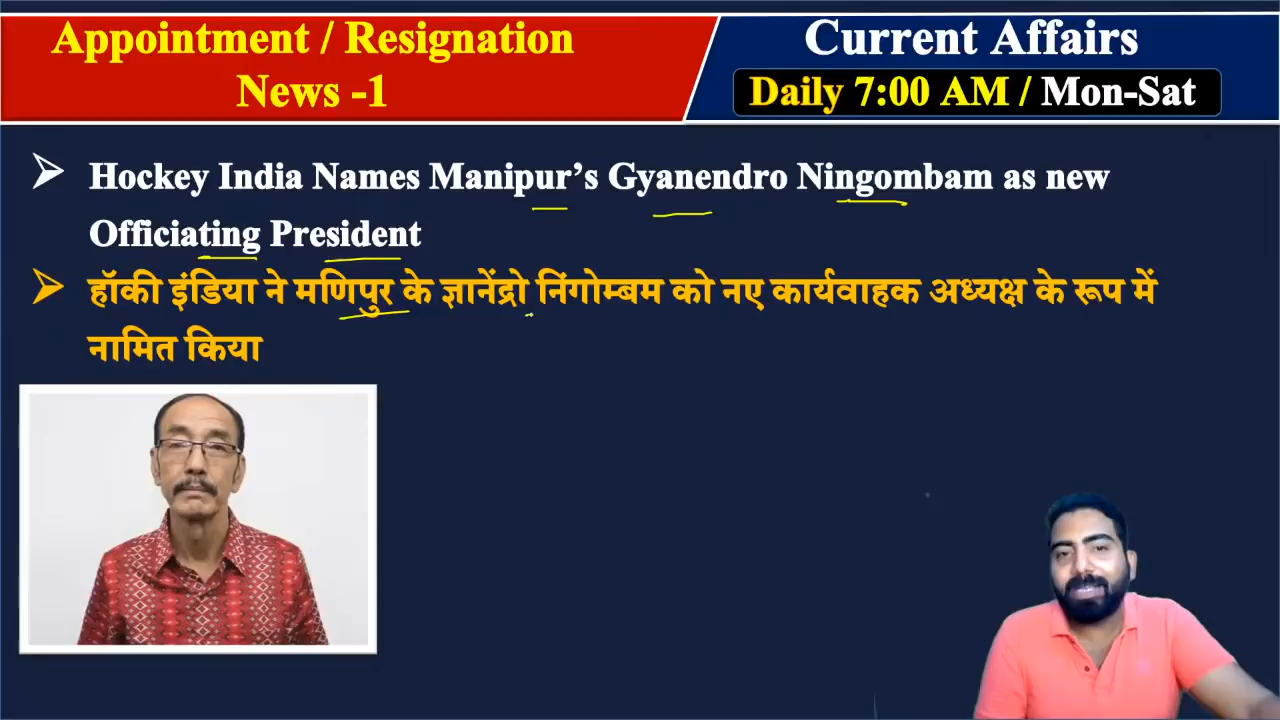 Appointment / Resignation
News -1
Current Affairs
Daily 7:00 AM / Mon-Sat
Hockey India Names Manipur’s Gyanendro Ningombam as new
Officiating President
हॉकी इंडिया ने मणिपुर के ज्ञानेंद्रो निंगोम्बम को नए कार्यवाहक अध्यक्ष के रूप में
नामित किया